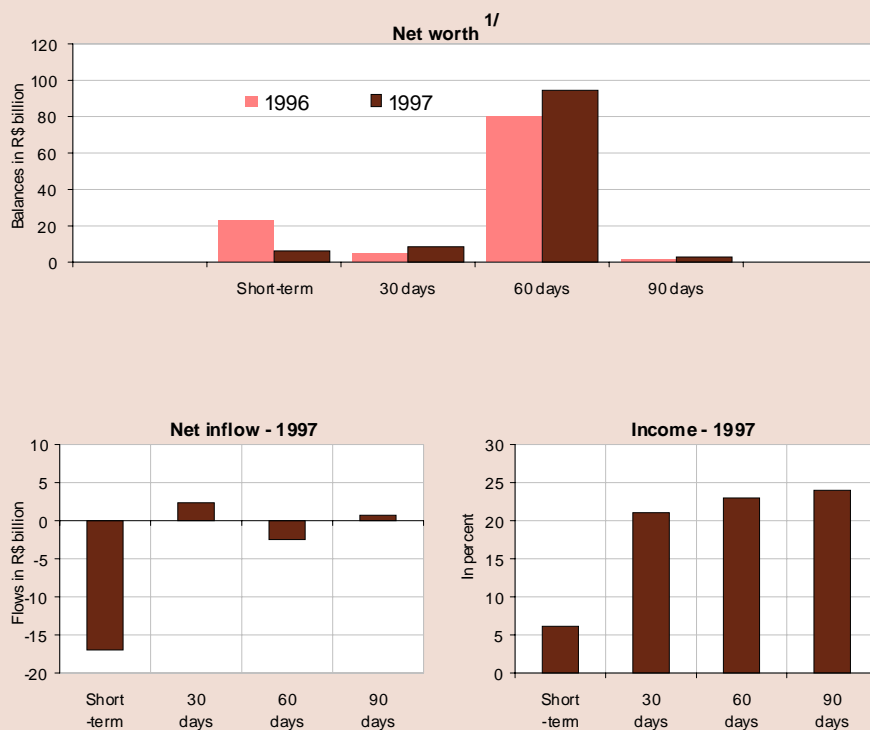 Net worth 1/
120
100
80
60
40
20
0
Balances in R$ billion
1996 1997
Short-term 30 days 60 days 90 days
Net inflow - 1997
10
5
0
-5
-10
-15
-20
Flows in R$ billion
Short -term 30 days 60 days 90 days
Income - 1997
30
25
20
15
10
5
0
In percent
Short -term 30 days 60 days 90 days